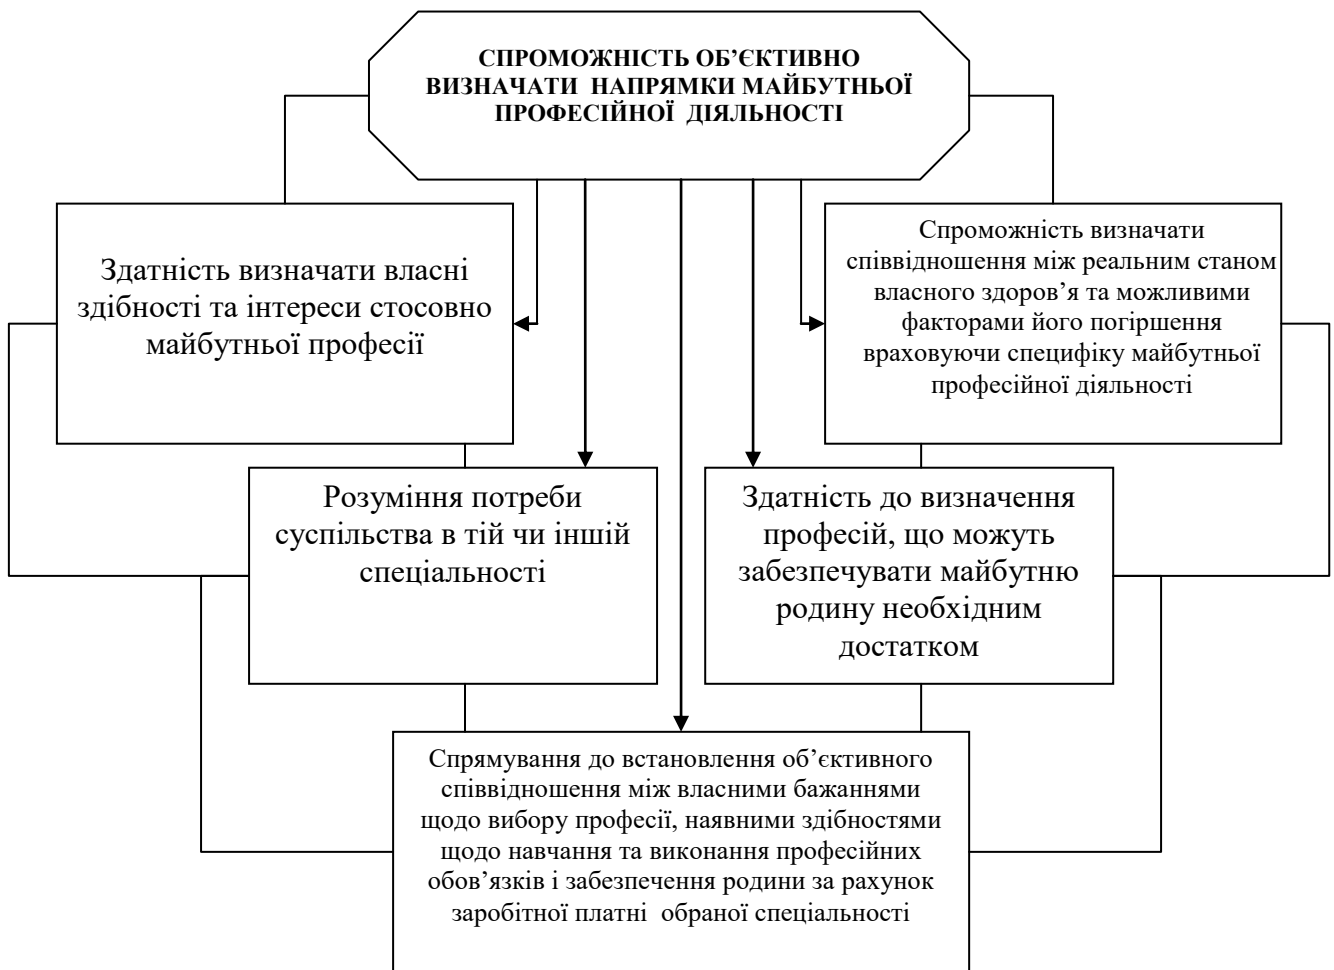 СПРОМОЖНІСТЬ ОБ’ЄКТИВНО
ВИЗНАЧАТИ НАПРЯМКИ МАЙБУТНЬОЇ
ПРОФЕСІЙНОЇ ДІЯЛЬНОСТІ
Здатність визначати власні
здібності та інтереси стосовно
майбутньої професії
Спроможність визначати
співвідношення між реальним станом
власного здоров’я та можливими
факторами його погіршення
враховуючи специфіку майбутньої
професійної діяльності
Розуміння потреби
суспільства в тій чи іншій
спеціальності
Здатність до визначення
професій, що можуть
забезпечувати майбутню
родину необхідним
достатком
Спрямування до встановлення об’єктивного
співвідношення між власними бажаннями
щодо вибору професії, наявними здібностями
щодо навчання та виконання професійних
обов’язків і забезпечення родини за рахунок
заробітної платні обраної спеціальності